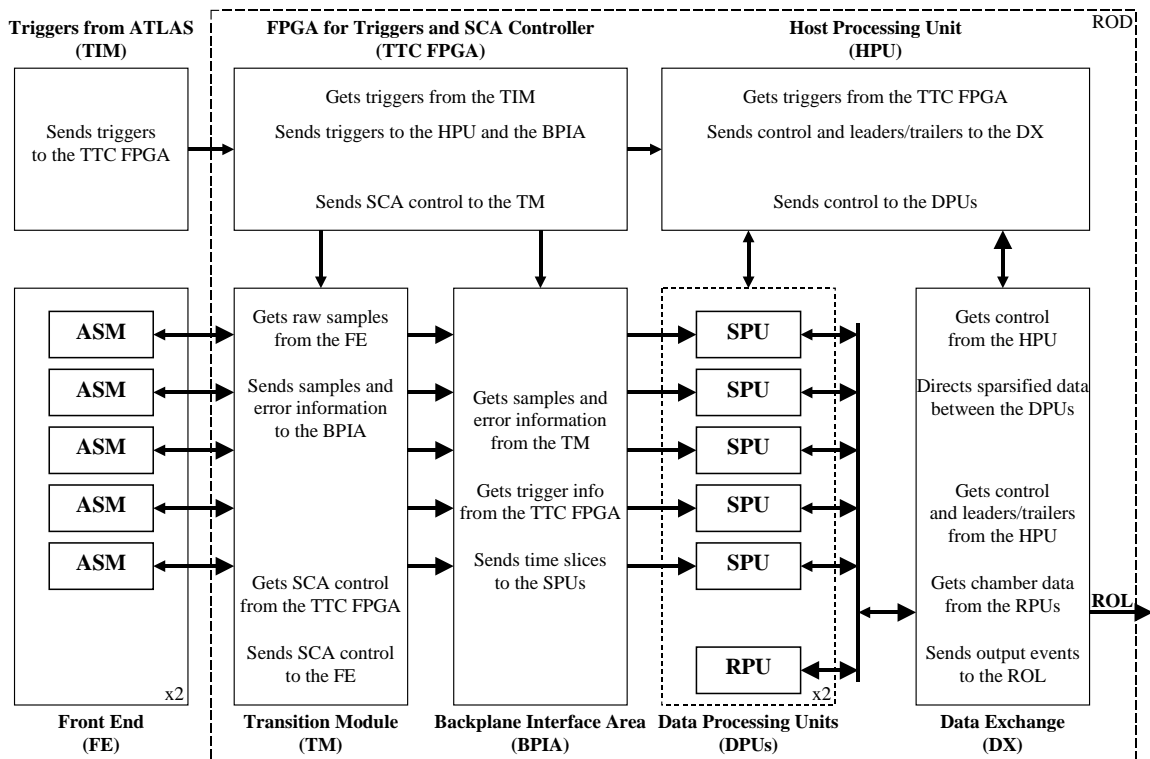 ROD
Triggers from ATLAS
(TIM)
Sends triggers
to the TTC FPGA
FPGA for Triggers and SCA Controller
(TTC FPGA)
Gets triggers from the TIM
Sends triggers to the HPU and the BPIA
Sends SCA control to the TM
Host Processing Unit
(HPU)
Gets triggers from the TTC FPGA
Sends control and leaders/trailers to the DX
Sends control to the DPUs
ASM
ASM
ASM
ASM
ASM
x2
Front End
(FE)
Gets raw samples
from the FE
Sends samples and
error information
to the BPIA
Gets SCA control
from the TTC FPGA
Sends SCA control
to the FE
Transition Module
(TM)
Gets samples and
error information
from the TM
Gets trigger info
from the TTC FPGA
Sends time slices
to the SPUs
Backplane Interface Area
(BPIA)
SPU
SPU
SPU
SPU
SPU
RPU
x2
Data Processing Units
(DPUs)
Gets control
from the HPU
Directs sparsified data
between the DPUs
Gets control
and leaders/trailers
from the HPU
Gets chamber data
from the RPUs
Sends output events
to the ROL
Data Exchange
(DX)
ROL